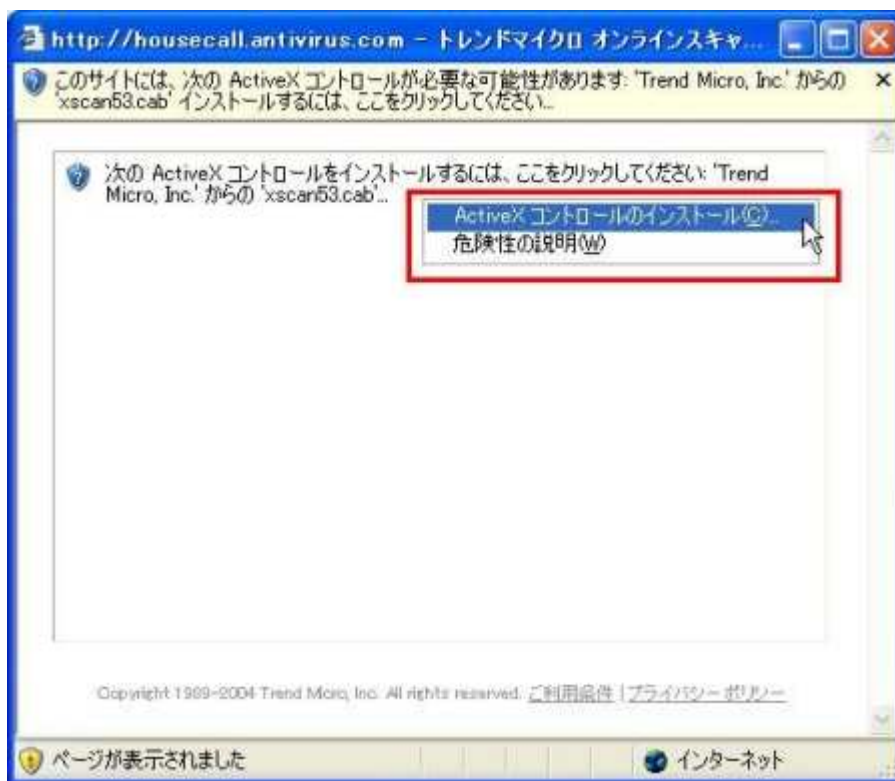 http://housecall.antivirus.com - トレンドマイクロ オンラインスキャ...
このサイトには、次の ActiveX コントロールが必要な可能性があります: 'Trend Micro, Inc.' からの
'xscan53.cab' インストールするには、ここをクリックしてください...
次の ActiveX コントロールをインストールするには、ここをクリックしてください: 'Trend
Micro, Inc.' からの 'xscan53.cab'...
ActiveX コントロールのインストール(C)...
危険性の説明(W)
Copyright 1989-2004 Trend Micro, Inc. All rights reserved. ご利用条件 | プライバシー ポリシー
ページが表示されました
インターネット